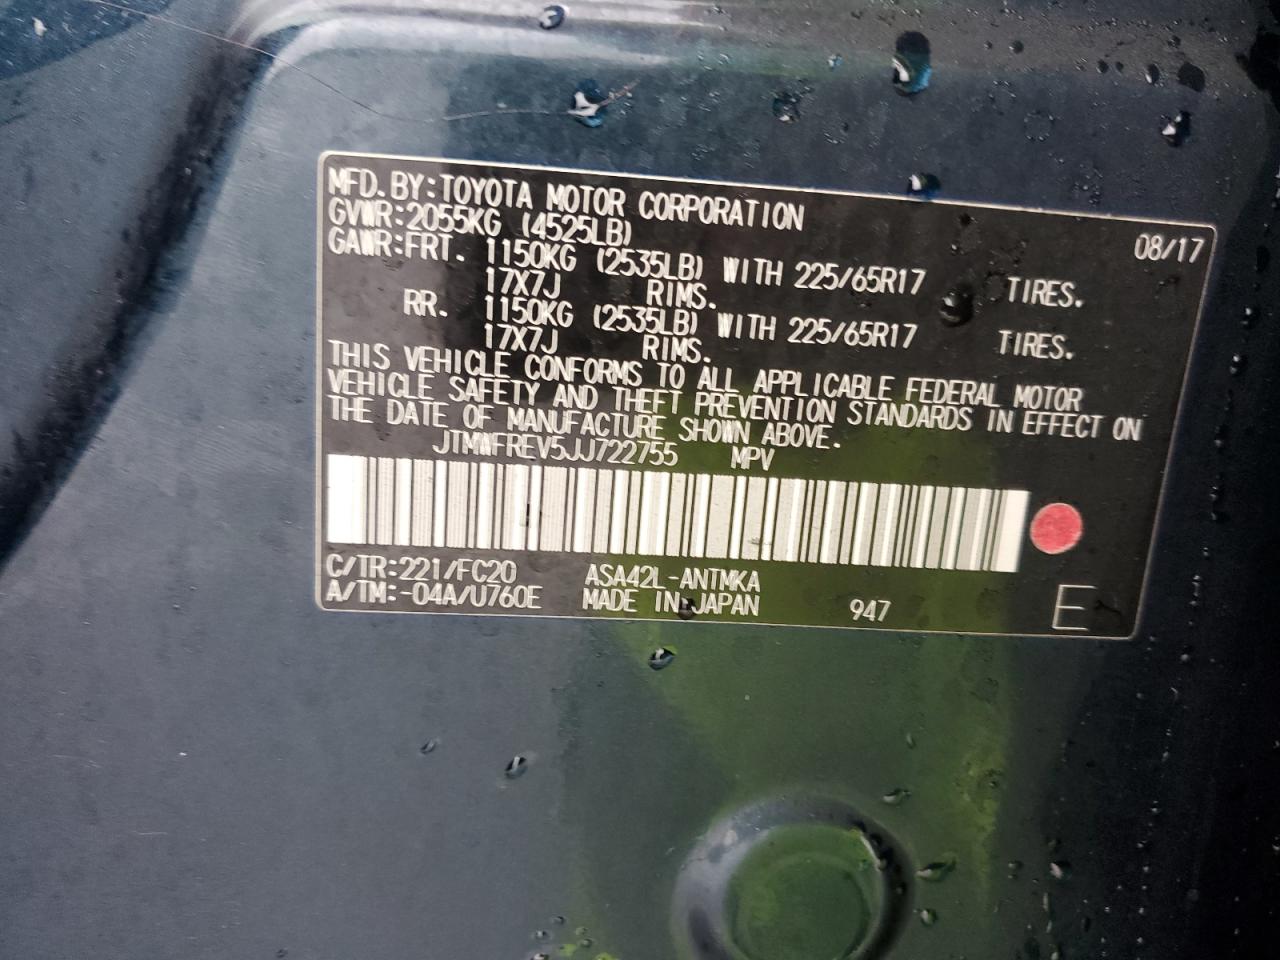 MFD. BY:TOYOTA MOTOR CORPORATION 08/17
GVWR:2055KG (4525LB)
GAWR:FRT. 1150KG (2535LB) WITH 225/65R17 TIRES.
17X7J RIMS.
RR. 1150KG (2535LB) WITH 225/65R17 TIRES.
17X7J RIMS.
THIS VEHICLE CONFORMS TO ALL APPLICABLE FEDERAL MOTOR
VEHICLE SAFETY AND THEFT PREVENTION STANDARDS IN EFFECT ON
THE DATE OF MANUFACTURE SHOWN ABOVE.
JTMWFREV5JJ722755 MPV
C/TR:221/FC20 ASA42L-ANTMKA
A/TM:-04A/U760E MADE IN JAPAN 947 E